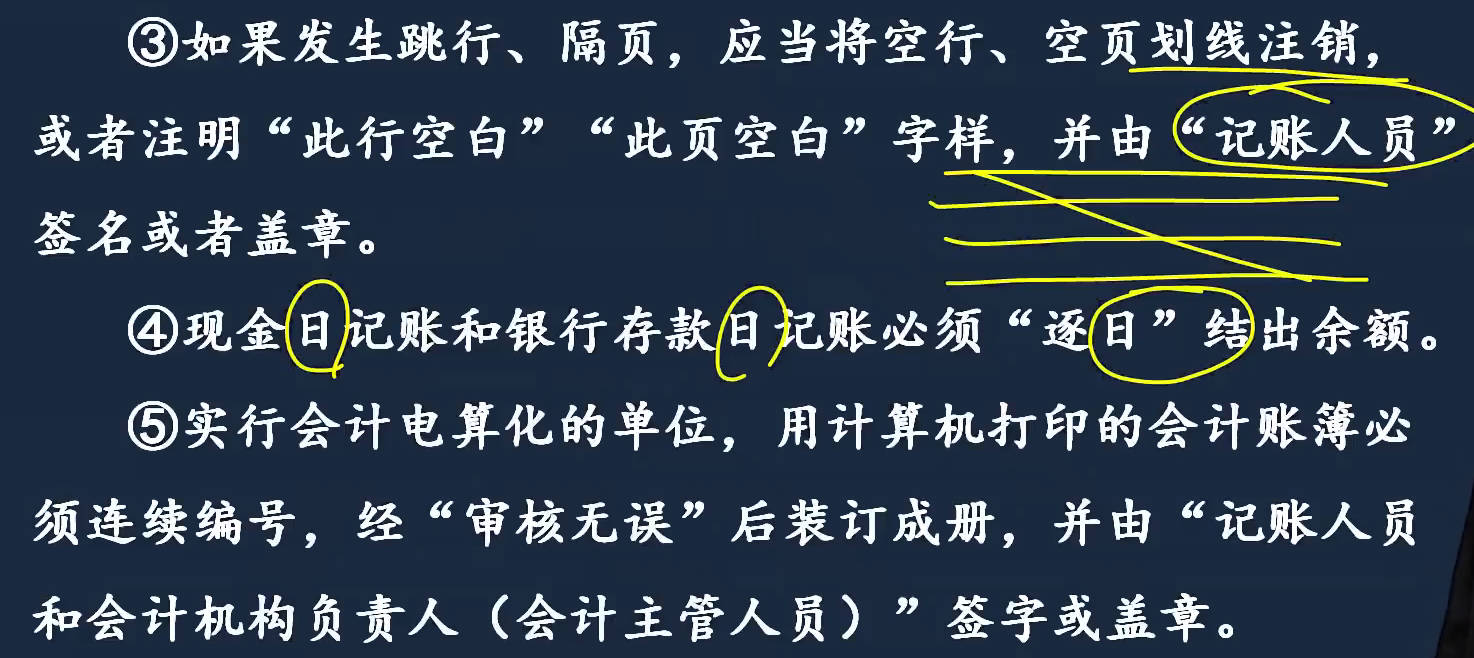 ③如果发生跳行、隔页，应当将空行、空页划线注销，
或者注明“此行空白”“此页空白”字样，并由“记账人员”
签名或者盖章。
④现金日记账和银行存款日记账必须“逐日”结出余额。
⑤实行会计电算化的单位，用计算机打印的会计账簿必
须连续编号，经“审核无误”后装订成册，并由“记账人员
和会计机构负责人（会计主管人员）”签字或盖章。